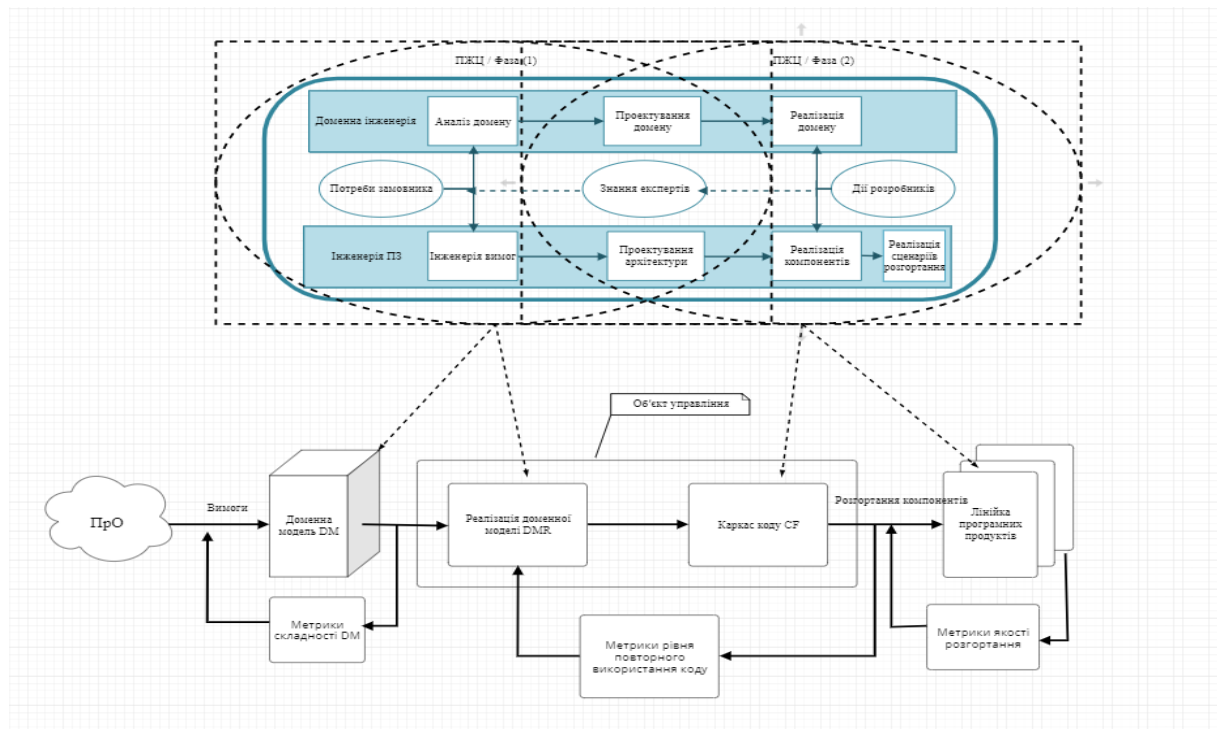 ПЖЦ / Фаза (1)
ПЖЦ / Фаза (2)
Доменна інженерія
Аналіз домену
Проектування
домену
Реалізація
домену
Потреби замовника
Знання експертів
Дії розробників
Інженерія ПЗ
Інженерія вимог
Проектування
архітектури
Реалізація
компонентів
Реалізація
сценаріїв
розгортання
Об'єкт управління
ПрО
Вимоги
Доменна
модель DM
Реалізація доменної
моделі DMR
Каркас коду CF
Розгортання компонентів
Лінійка
програмних
продуктів
Метрики
складності DM
Метрики рівня
повторного
використання коду
Метрики якості
розгортання